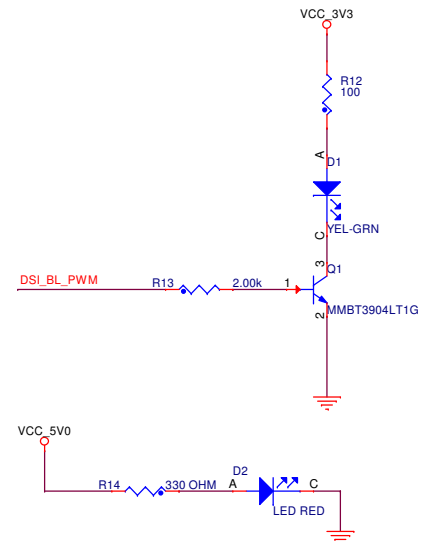 VCC_3V3
R12
100
A
D1
YEL-GRN
C
3
Q1
DSI_BL_PWM
R13
2.00k
1
MMBT3904LT1G
2
VCC_5V0
D2
R14
330 OHM
A
C
LED RED